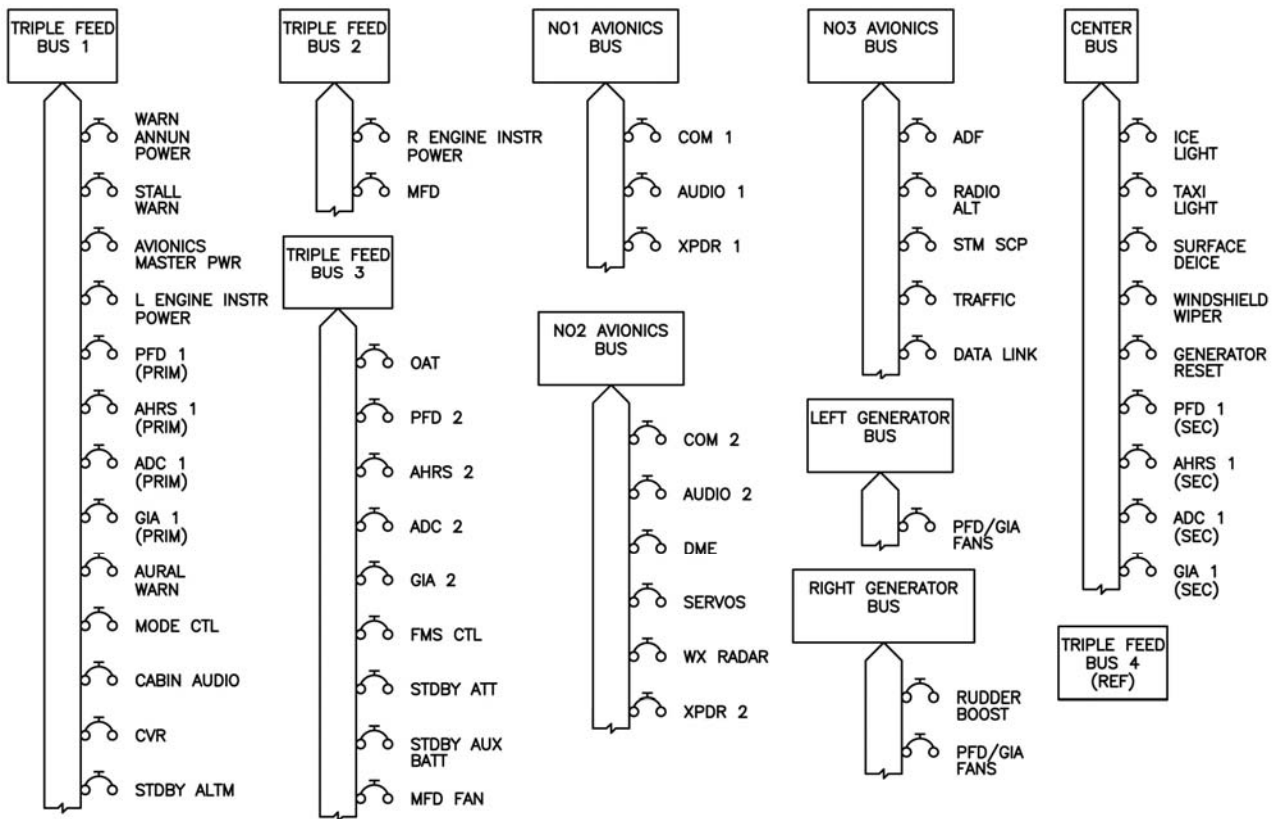 TRIPLE FEED
BUS 1
WARN
ANNUN
POWER
STALL
WARN
AVIONICS
MASTER PWR
L ENGINE INSTR
POWER
PFD 1
(PRIM)
AHRS 1
(PRIM)
ADC 1
(PRIM)
GIA 1
(PRIM)
AURAL
WARN
MODE CTL
CABIN AUDIO
CVR
STDBY ALTM
TRIPLE FEED
BUS 2
R ENGINE INSTR
POWER
MFD
TRIPLE FEED
BUS 3
OAT
PFD 2
AHRS 2
ADC 2
GIA 2
FMS CTL
STDBY ATT
STDBY AUX
BATT
MFD FAN
NO1 AVIONICS
BUS
COM 1
AUDIO 1
XPDR 1
NO2 AVIONICS
BUS
COM 2
AUDIO 2
DME
SERVOS
WX RADAR
XPDR 2
NO3 AVIONICS
BUS
ADF
RADIO
ALT
STM SCP
TRAFFIC
DATA LINK
LEFT GENERATOR
BUS
PFD/GIA
FANS
RIGHT GENERATOR
BUS
RUDDER
BOOST
PFD/GIA
FANS
CENTER
BUS
ICE
LIGHT
TAXI
LIGHT
SURFACE
DEICE
WINDSHIELD
WIPER
GENERATOR
RESET
PFD 1
(SEC)
AHRS 1
(SEC)
ADC 1
(SEC)
GIA 1
(SEC)
TRIPLE FEED
BUS 4
(REF)